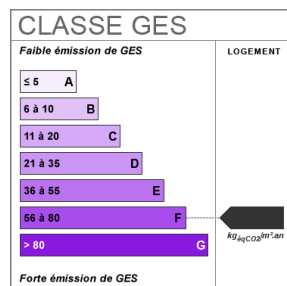 CLASSE GES
Faible émission de GES
LOGEMENT
≤ 5 A
6 à 10 B
11 à 20 C
21 à 35 D
36 à 55 E
56 à 80 F
kgéqCO2/m².an
> 80 G
Forte émission de GES